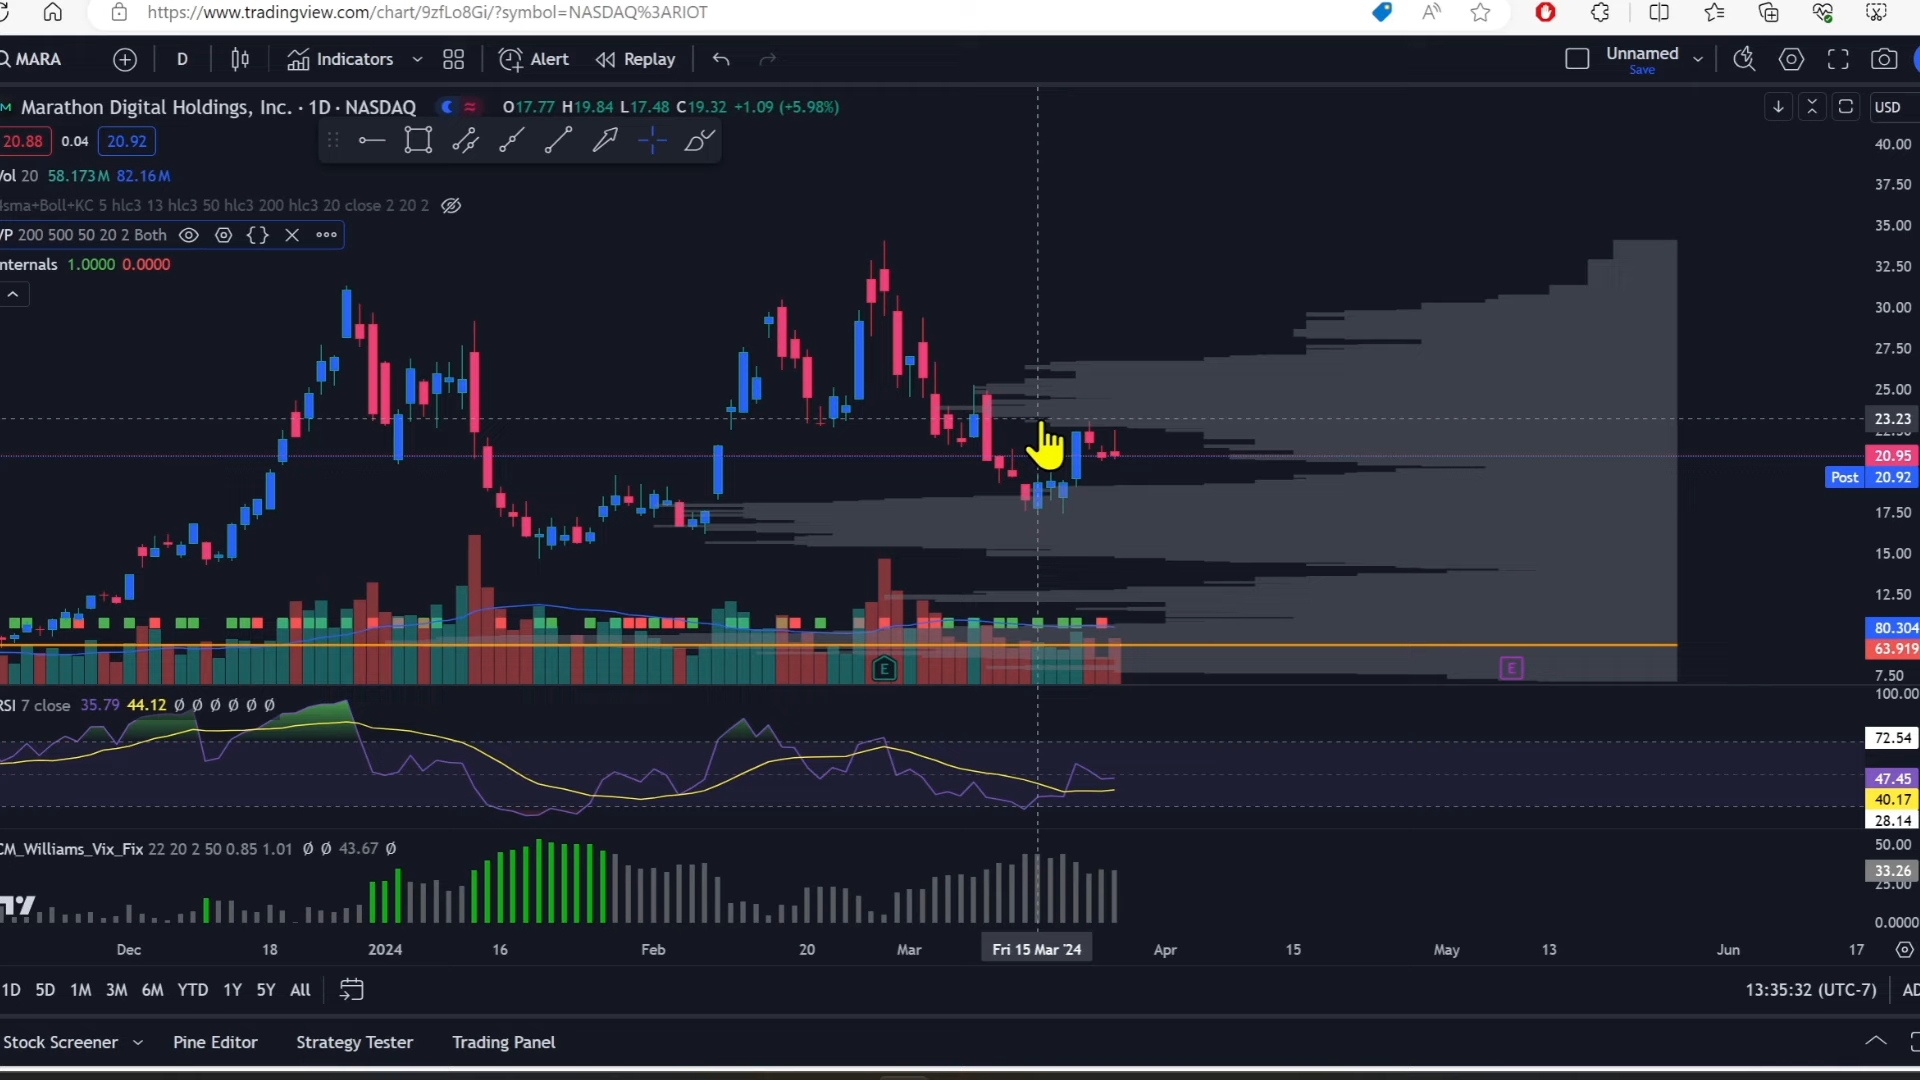 https://www.tradingview.com/chart/9zfLo8Gi/?symbol=NASDAQ%3ARIOT
MARA
D
Indicators
Alert
Replay
Unnamed
Save
Marathon Digital Holdings, Inc. · 1D · NASDAQ
O17.77 H19.84 L17.48 C19.32 +1.09 (+5.98%)
USD
20.88 0.04 20.92
Vol 20 58.173M 82.16M
4sma+Boll+KC 5 hlc3 13 hlc3 50 hlc3 200 hlc3 20 close 2 20 2
VP 200 500 50 20 2 Both
nternals 1.0000 0.0000
40.00
37.50
35.00
32.50
30.00
27.50
25.00
23.23
20.95
Post 20.92
17.50
15.00
12.50
80.304
63.919
7.50
E
E
RSI 7 close 35.79 44.12 Ø Ø Ø Ø Ø Ø
100.00
72.54
47.45
40.17
28.14
CM_Williams_Vix_Fix 22 20 2 50 0.85 1.01 Ø Ø 43.67 Ø
50.00
33.26
25.00
0.0000
Dec 18 2024 16 Feb 20 Mar Fri 15 Mar '24 Apr 15 May 13 Jun 17
1D 5D 1M 3M 6M YTD 1Y 5Y All
13:35:32 (UTC-7)
AD
Stock Screener Pine Editor Strategy Tester Trading Panel